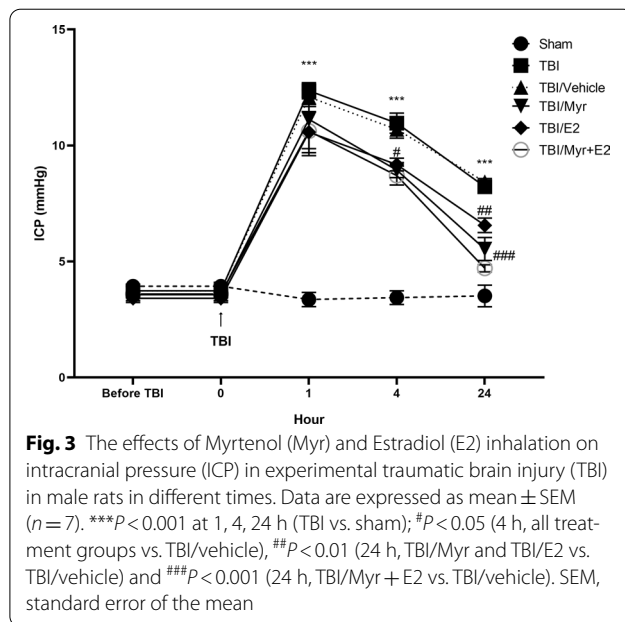 15
10
5
0
ICP (mmHg)
***
***
***
#
##
###
Sham
TBI
TBI/Vehicle
TBI/Myr
TBI/E2
TBI/Myr+E2
↑
TBI
Before TBI 0 1 4 24
Hour
Fig. 3 The effects of Myrtenol (Myr) and Estradiol (E2) inhalation on
intracranial pressure (ICP) in experimental traumatic brain injury (TBI)
in male rats in different times. Data are expressed as mean ± SEM
(n = 7). ***P < 0.001 at 1, 4, 24 h (TBI vs. sham); #P < 0.05 (4 h, all treat-
ment groups vs. TBI/vehicle), ##P < 0.01 (24 h, TBI/Myr and TBI/E2 vs.
TBI/vehicle) and ###P < 0.001 (24 h, TBI/Myr + E2 vs. TBI/vehicle). SEM,
standard error of the mean